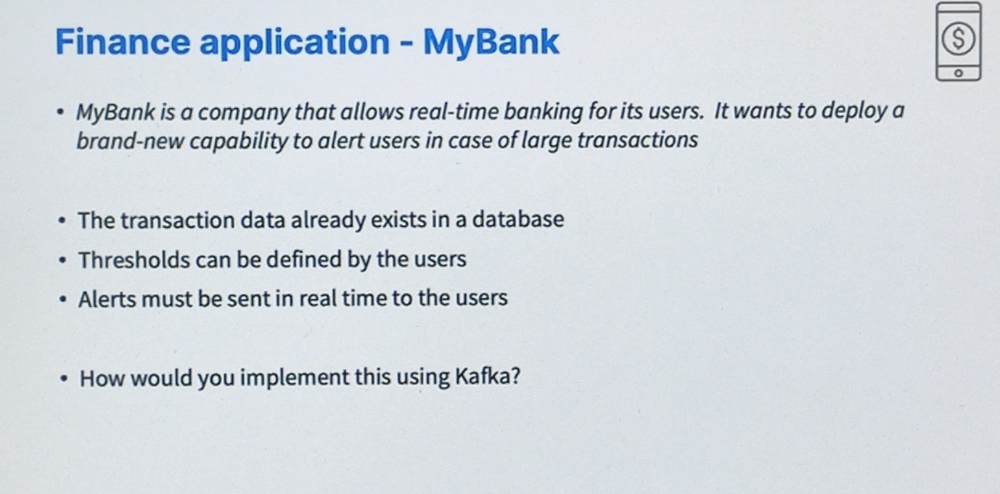 Finance application - MyBank
$
• MyBank is a company that allows real-time banking for its users. It wants to deploy a
brand-new capability to alert users in case of large transactions
• The transaction data already exists in a database
• Thresholds can be defined by the users
• Alerts must be sent in real time to the users
• How would you implement this using Kafka?